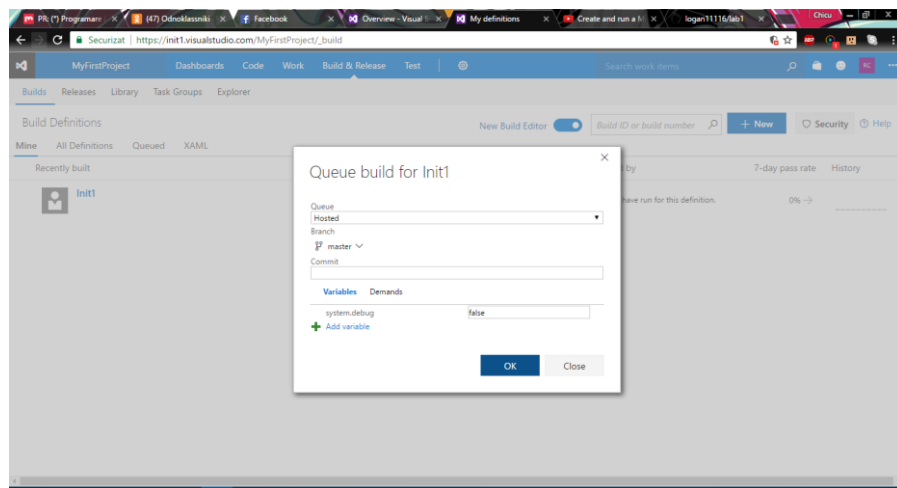 PR: (*) Programare
(47) Odnoklassniki
Facebook
Overview - Visual S
My definitions
Create and run a M
logan11116/lab1
Chicu
Securizat | https://init1.visualstudio.com/MyFirstProject/_build
MyFirstProject Dashboards Code Work Build & Release Test Search work items RC
Builds Releases Library Task Groups Explorer
Build Definitions New Build Editor Build ID or build number + New Security Help
Mine All Definitions Queued XAML
Recently built by 7-day pass rate History
Init1 have run for this definition. 0%
Queue build for Init1
Queue
Hosted
Branch
master
Commit
Variables Demands
system.debug false
Add variable
OK Close